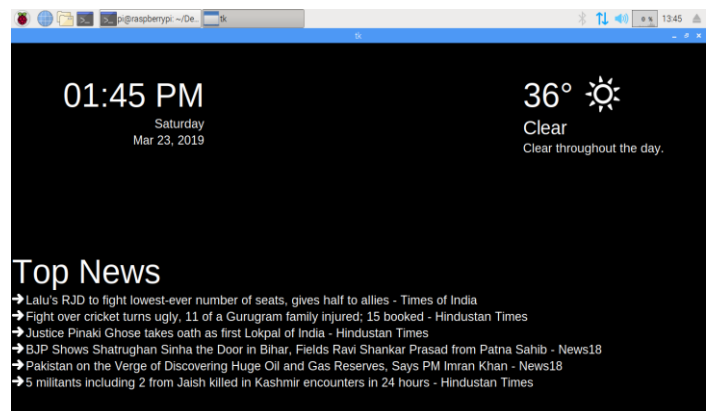 pi@raspberrypi: ~/De..
tk
13:45
tk
01:45 PM
Saturday
Mar 23, 2019
36°
Clear
Clear throughout the day.
Top News
Lalu's RJD to fight lowest-ever number of seats, gives half to allies - Times of India
Fight over cricket turns ugly, 11 of a Gurugram family injured; 15 booked - Hindustan Times
Justice Pinaki Ghose takes oath as first Lokpal of India - Hindustan Times
BJP Shows Shatrughan Sinha the Door in Bihar, Fields Ravi Shankar Prasad from Patna Sahib - News18
Pakistan on the Verge of Discovering Huge Oil and Gas Reserves, Says PM Imran Khan - News18
5 militants including 2 from Jaish killed in Kashmir encounters in 24 hours - Hindustan Times